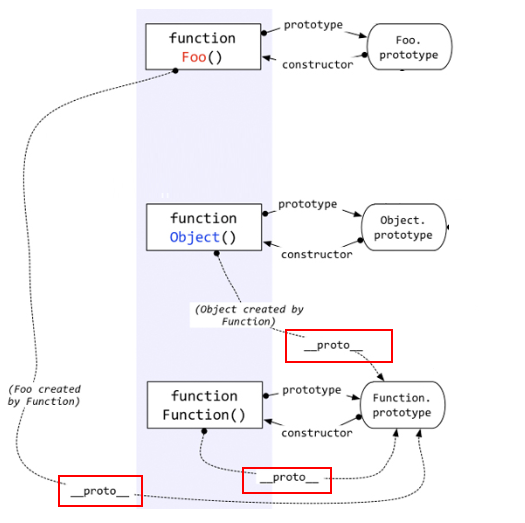 prototype
function
Foo()
Foo.
prototype
constructor
prototype
function
Object()
Object.
prototype
constructor
(Object created by
Function)
__proto__
(Foo created
by Function)
function
Function()
prototype
Function.
prototype
constructor
__proto__
__proto__